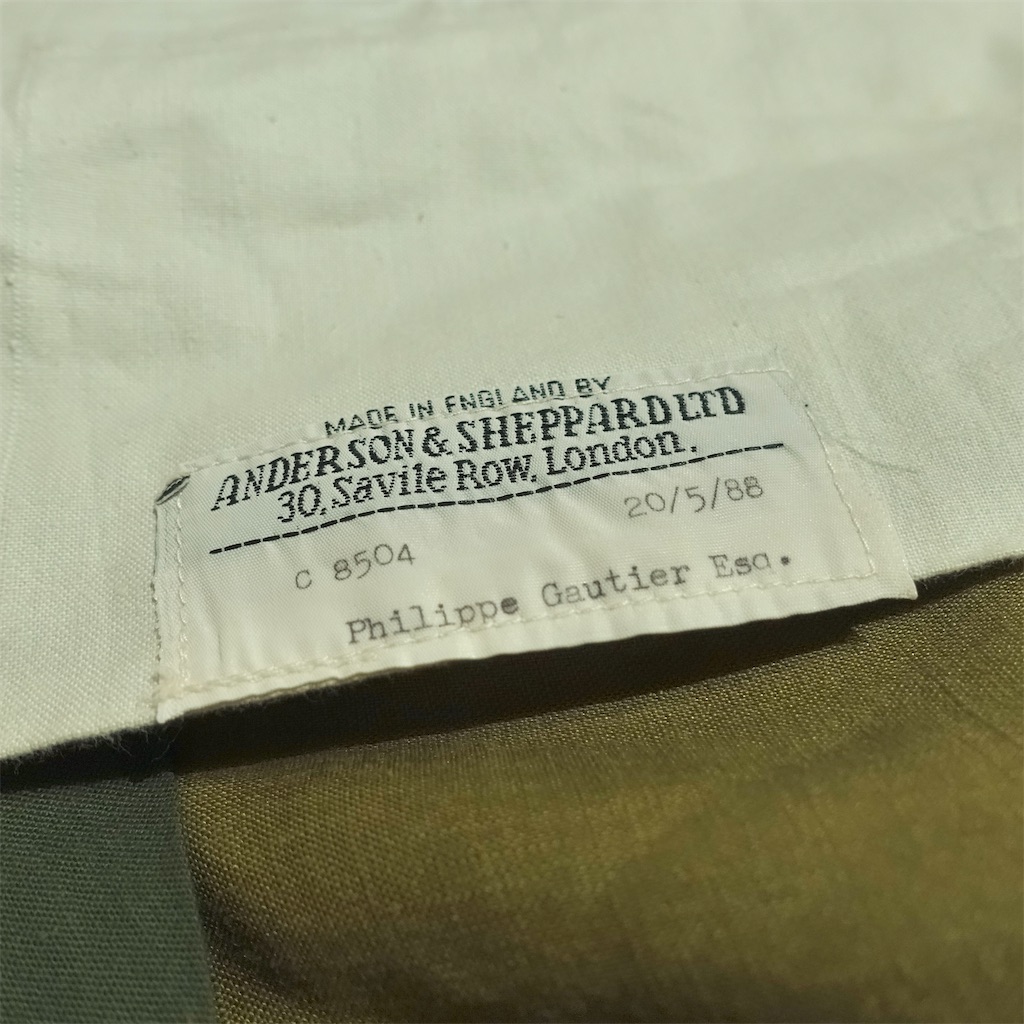 MADE IN ENGLAND BY
ANDERSON & SHEPPARD LTD
30, Savile Row, London.
20/5/88
C 8504
Philippe Gautier Esq.